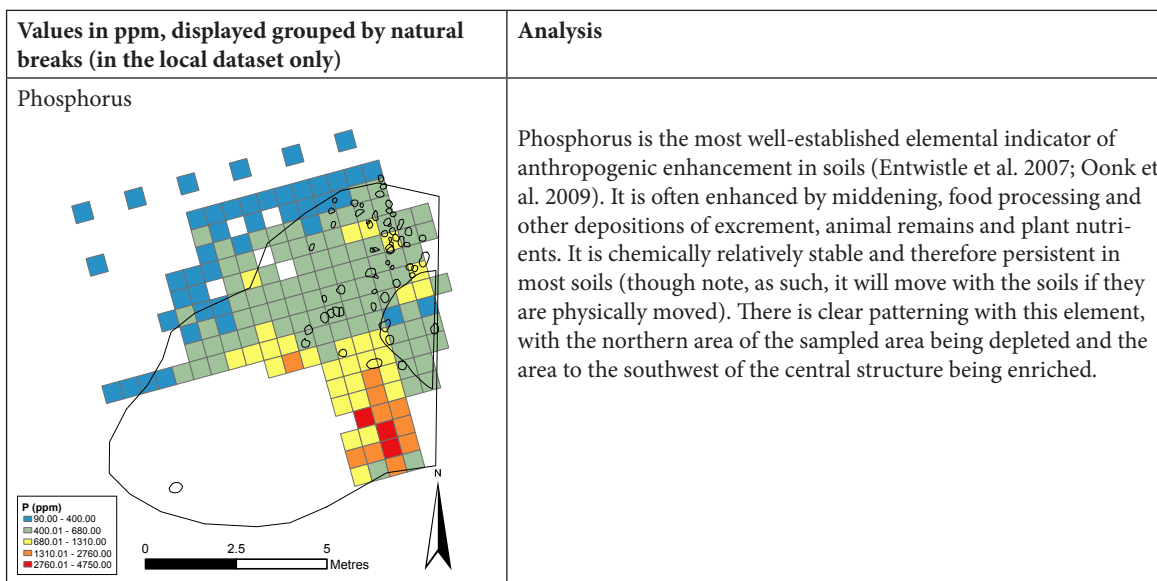 Values in ppm, displayed grouped by natural
breaks (in the local dataset only)
Analysis
Phosphorus
N
P (ppm)
90.00 - 400.00
400.01 - 680.00
680.01 - 1310.00
1310.01 - 2760.00
2760.01 - 4750.00
0 2.5 5
Metres
Phosphorus is the most well-established elemental indicator of
anthropogenic enhancement in soils (Entwistle et al. 2007; Oonk et
al. 2009). It is often enhanced by middening, food processing and
other depositions of excrement, animal remains and plant nutri-
ents. It is chemically relatively stable and therefore persistent in
most soils (though note, as such, it will move with the soils if they
are physically moved). There is clear patterning with this element,
with the northern area of the sampled area being depleted and the
area to the southwest of the central structure being enriched.